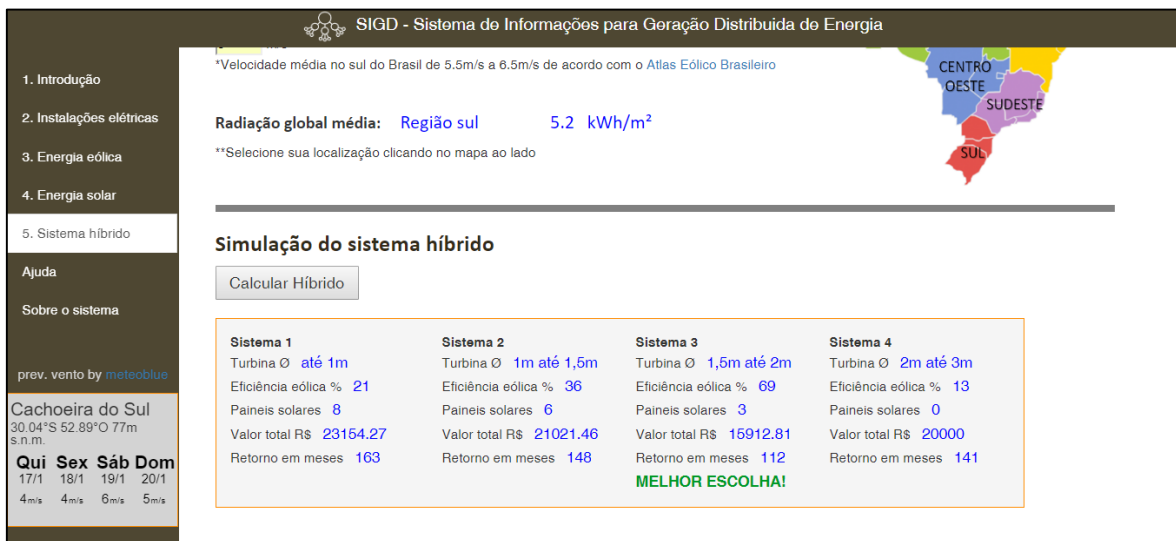 SIGD - Sistema de Informações para Geração Distribuida de Energia
1. Introdução
2. Instalações elétricas
3. Energia eólica
4. Energia solar
5. Sistema híbrido
Ajuda
Sobre o sistema
prev. vento by meteoblue
Cachoeira do Sul
30.04°S 52.89°O 77m
s.n.m.
Qui Sex Sáb Dom
17/1 18/1 19/1 20/1
4m/s 4m/s 6m/s 5m/s
*Velocidade média no sul do Brasil de 5.5m/s a 6.5m/s de acordo com o Atlas Eólico Brasileiro
Radiação global média: Região sul 5.2 kWh/m²
**Selecione sua localização clicando no mapa ao lado
CENTRO
OESTE
SUDESTE
SUL
Simulação do sistema híbrido
Calcular Híbrido
Sistema 1
Turbina Ø até 1m
Eficiência eólica % 21
Paineis solares 8
Valor total R$ 23154.27
Retorno em meses 163
Sistema 2
Turbina Ø 1m até 1,5m
Eficiência eólica % 36
Paineis solares 6
Valor total R$ 21021.46
Retorno em meses 148
Sistema 3
Turbina Ø 1,5m até 2m
Eficiência eólica % 69
Paineis solares 3
Valor total R$ 15912.81
Retorno em meses 112
MELHOR ESCOLHA!
Sistema 4
Turbina Ø 2m até 3m
Eficiência eólica % 13
Paineis solares 0
Valor total R$ 20000
Retorno em meses 141